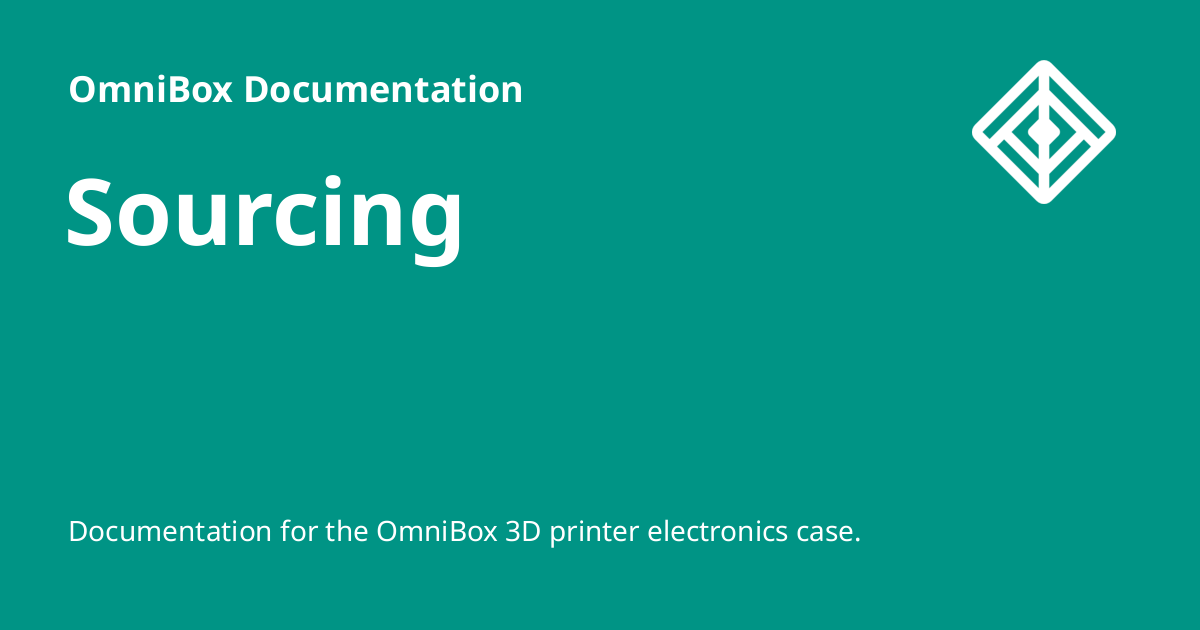 OmniBox Documentation
Sourcing
Documentation for the OmniBox 3D printer electronics case.